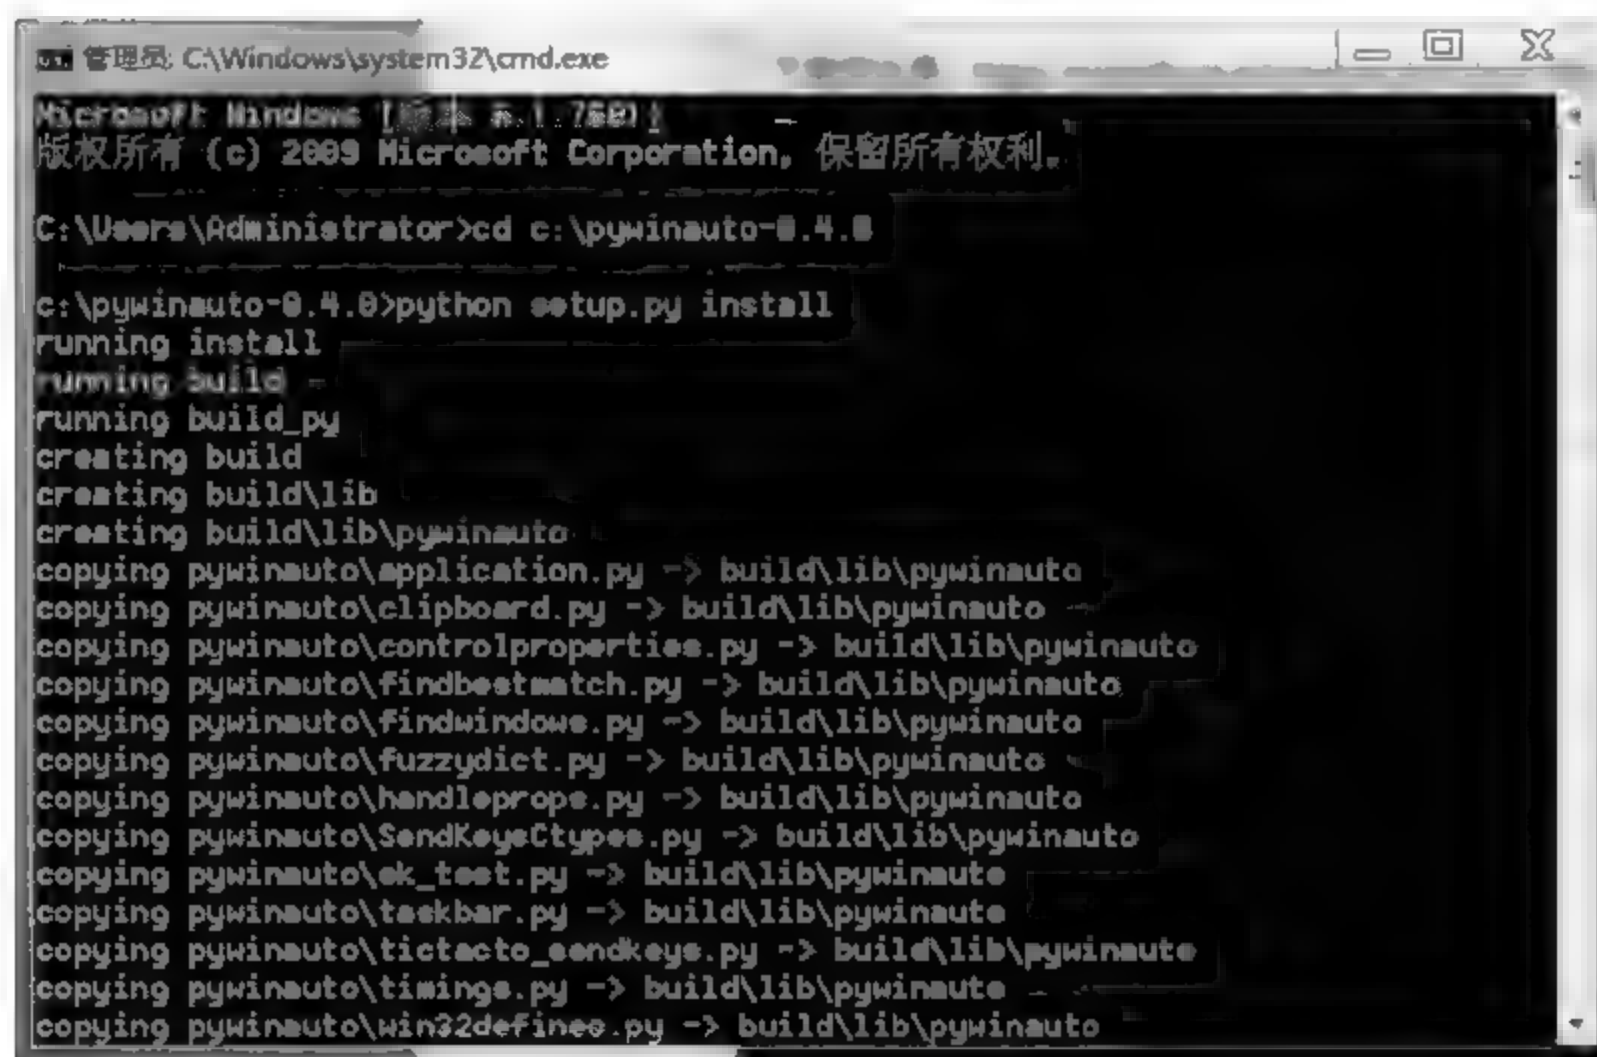 管理员: C:\Windows\system32\cmd.exe
Microsoft Windows [版本 6.1.7601]
版权所有 (c) 2009 Microsoft Corporation. 保留所有权利。
C:\Users\Administrator>cd c:\pywinauto-0.4.0
c:\pywinauto-0.4.0>python setup.py install
running install
running build
running build_py
creating build
creating build\lib
creating build\lib\pywinauto
copying pywinauto\application.py -> build\lib\pywinauto
copying pywinauto\clipboard.py -> build\lib\pywinauto
copying pywinauto\controlproperties.py -> build\lib\pywinauto
copying pywinauto\findbestmatch.py -> build\lib\pywinauto
copying pywinauto\findwindows.py -> build\lib\pywinauto
copying pywinauto\fuzzydict.py -> build\lib\pywinauto
copying pywinauto\handleprops.py -> build\lib\pywinauto
copying pywinauto\SendKeysCtypes.py -> build\lib\pywinauto
copying pywinauto\sk_test.py -> build\lib\pywinauto
copying pywinauto\taskbar.py -> build\lib\pywinauto
copying pywinauto\tictacto_sendkeys.py -> build\lib\pywinauto
copying pywinauto\timings.py -> build\lib\pywinauto
copying pywinauto\win32defines.py -> build\lib\pywinauto